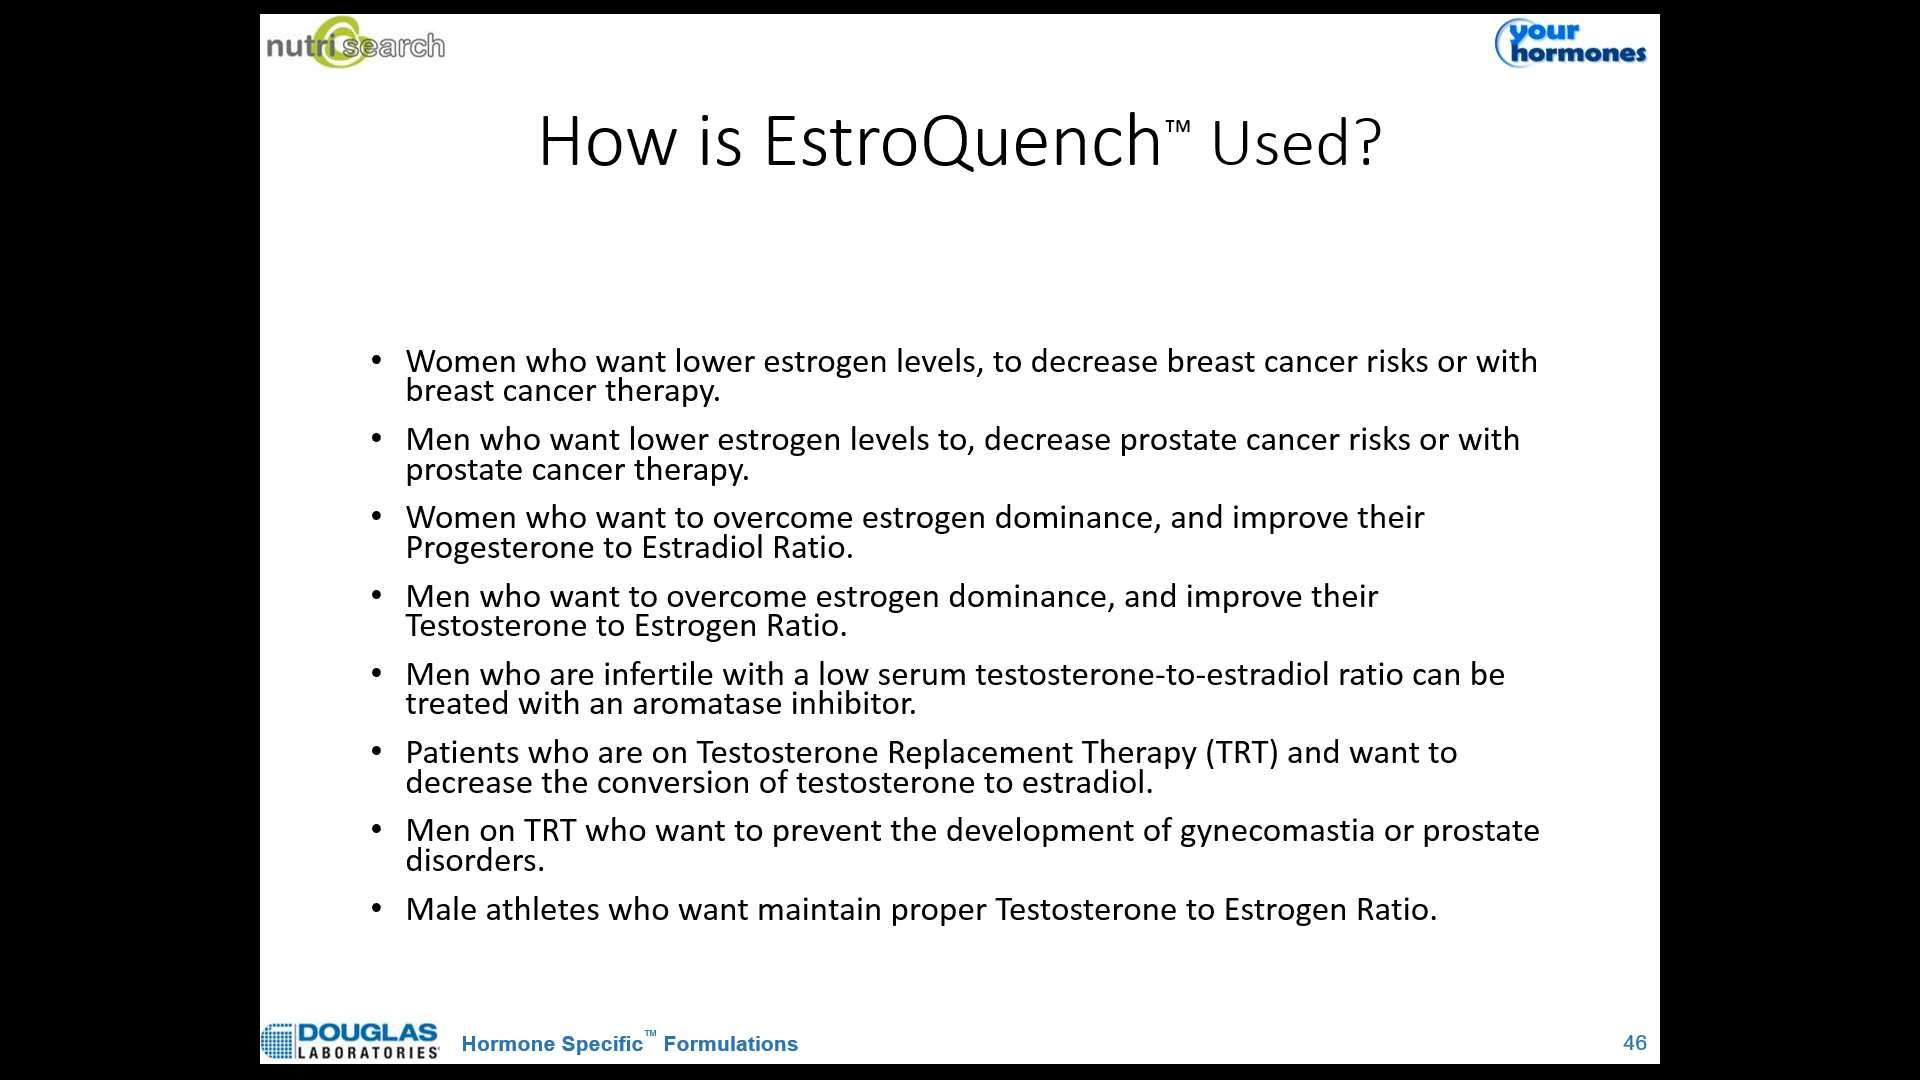 nutrisearch
your
hormones
How is EstroQuench™ Used?
• Women who want lower estrogen levels, to decrease breast cancer risks or with
breast cancer therapy.
• Men who want lower estrogen levels to, decrease prostate cancer risks or with
prostate cancer therapy.
• Women who want to overcome estrogen dominance, and improve their
Progesterone to Estradiol Ratio.
• Men who want to overcome estrogen dominance, and improve their
Testosterone to Estrogen Ratio.
• Men who are infertile with a low serum testosterone-to-estradiol ratio can be
treated with an aromatase inhibitor.
• Patients who are on Testosterone Replacement Therapy (TRT) and want to
decrease the conversion of testosterone to estradiol.
• Men on TRT who want to prevent the development of gynecomastia or prostate
disorders.
• Male athletes who want maintain proper Testosterone to Estrogen Ratio.
DOUGLAS
LABORATORIES
Hormone Specific™ Formulations
46